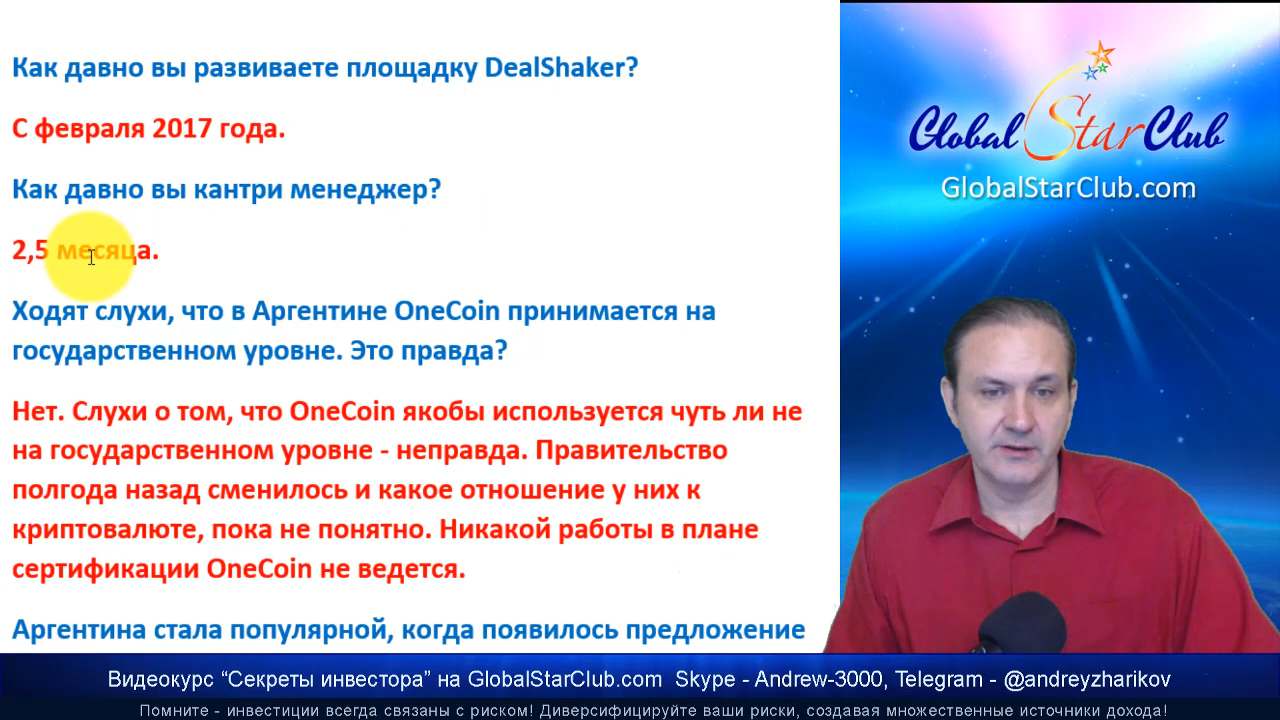 Как давно вы развиваете площадку DealShaker?
С февраля 2017 года.
Как давно вы кантри менеджер?
2,5 месяца.
Ходят слухи, что в Аргентине OneCoin принимается на
государственном уровне. Это правда?
Нет. Слухи о том, что OneCoin якобы используется чуть ли не
на государственном уровне - неправда. Правительство
полгода назад сменилось и какое отношение у них к
криптовалюте, пока не понятно. Никакой работы в плане
сертификации OneCoin не ведется.
Аргентина стала популярной, когда появилось предложение
Global Star Club
GlobalStarClub.com
Видеокурс “Секреты инвестора” на GlobalStarClub.com Skype - Andrew-3000, Telegram - @andreyzharikov
Помните - инвестиции всегда связаны с риском! Диверсифицируйте ваши риски, создавая множественные источники дохода!